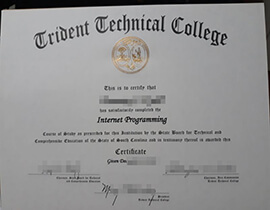 Trident Technical College
This is to certify that
has satisfactorily completed the
Internet Programming
Course of Study as prescribed for this Institution by the State Board for Technical and
Comprehensive Education of the State of South Carolina and in testimony thereof is awarded this
Certificate
Given